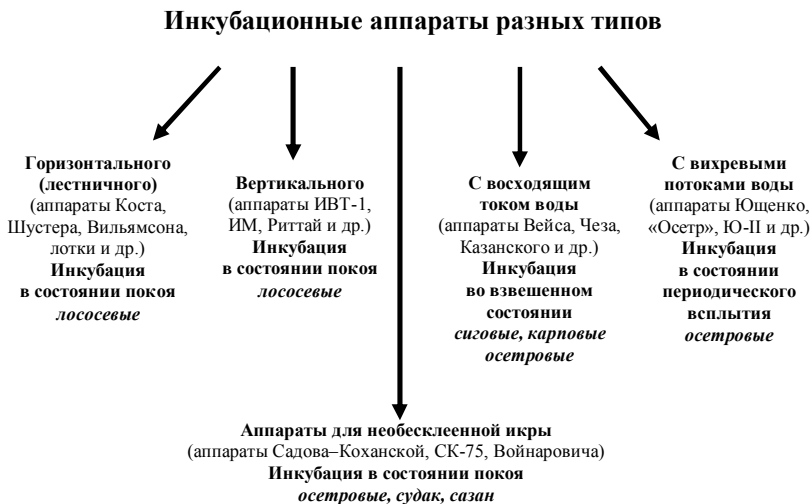 Инкубационные аппараты разных типов
Горизонтального
(лестничного)
(аппараты Коста,
Шустера, Вильямсона,
лотки и др.)
Инкубация
в состоянии покоя
лососевые
Вертикального
(аппараты ИВТ-1,
ИМ, Риттай и др.)
Инкубация
в состоянии покоя
лососевые
С восходящим
током воды
(аппараты Вейса, Чеза,
Казанского и др.)
Инкубация
во взвешенном
состоянии
сиговые, карповые
осетровые
С вихревыми
потоками воды
(аппараты Ющенко,
«Осетр», Ю-II и др.)
Инкубация
в состоянии
периодического
всплытия
осетровые
Аппараты для необесклеенной икры
(аппараты Садова–Коханской, СК-75, Войнаровича)
Инкубация в состоянии покоя
осетровые, судак, сазан